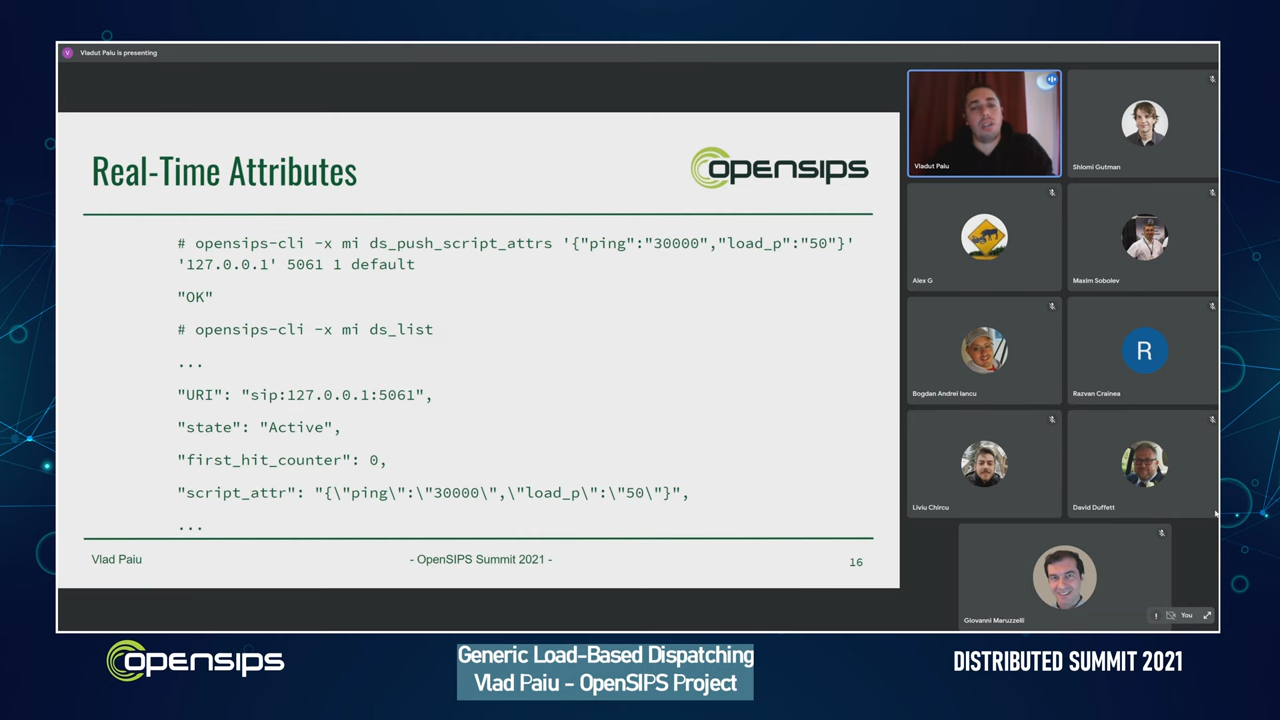 V
Vladut Paiu is presenting
Real-Time Attributes
opensips
# opensips-cli -x mi ds_push_script_attrs '{"ping":"30000","load_p":"50"}'
'127.0.0.1' 5061 1 default
"OK"
# opensips-cli -x mi ds_list
...
"URI": "sip:127.0.0.1:5061",
"state": "Active",
"first_hit_counter": 0,
"script_attr": "{\"ping\":\"30000\",\"load_p\":\"50\"}",
...
Vlad Paiu
- OpenSIPS Summit 2021 -
16
Vladut Paiu
Shlomi Gutman
Alex G
Maxim Sobolev
Bogdan Andrei Iancu
R
Razvan Crainea
Liviu Chircu
David Duffett
Giovanni Maruzzelli
You
opensips
Generic Load-Based Dispatching
Vlad Paiu - OpenSIPS Project
DISTRIBUTED SUMMIT 2021